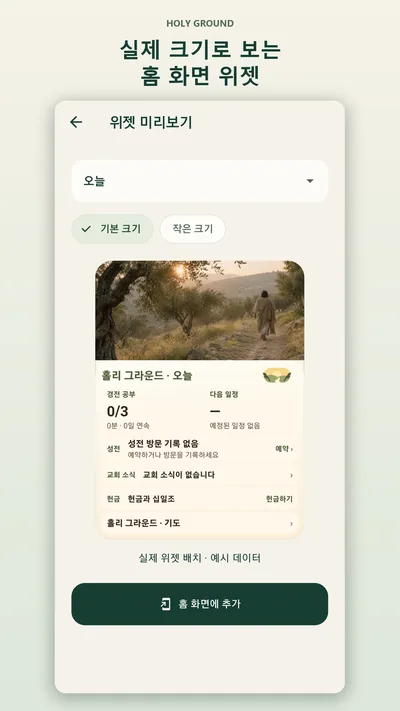 HOLY GROUND
실제 크기로 보는
홈 화면 위젯
위젯 미리보기
오늘
기본 크기
작은 크기
홀리 그라운드 · 오늘
경전 공부
다음 일정
0/3
—
0분 · 0일 연속
예정된 일정 없음
성전
성전 방문 기록 없음
예약하거나 방문을 기록하세요
예약 ›
교회 소식
교회 소식이 없습니다
›
헌금
헌금과 십일조
헌금하기
홀리 그라운드 · 기도
›
실제 위젯 배치 · 예시 데이터
홈 화면에 추가